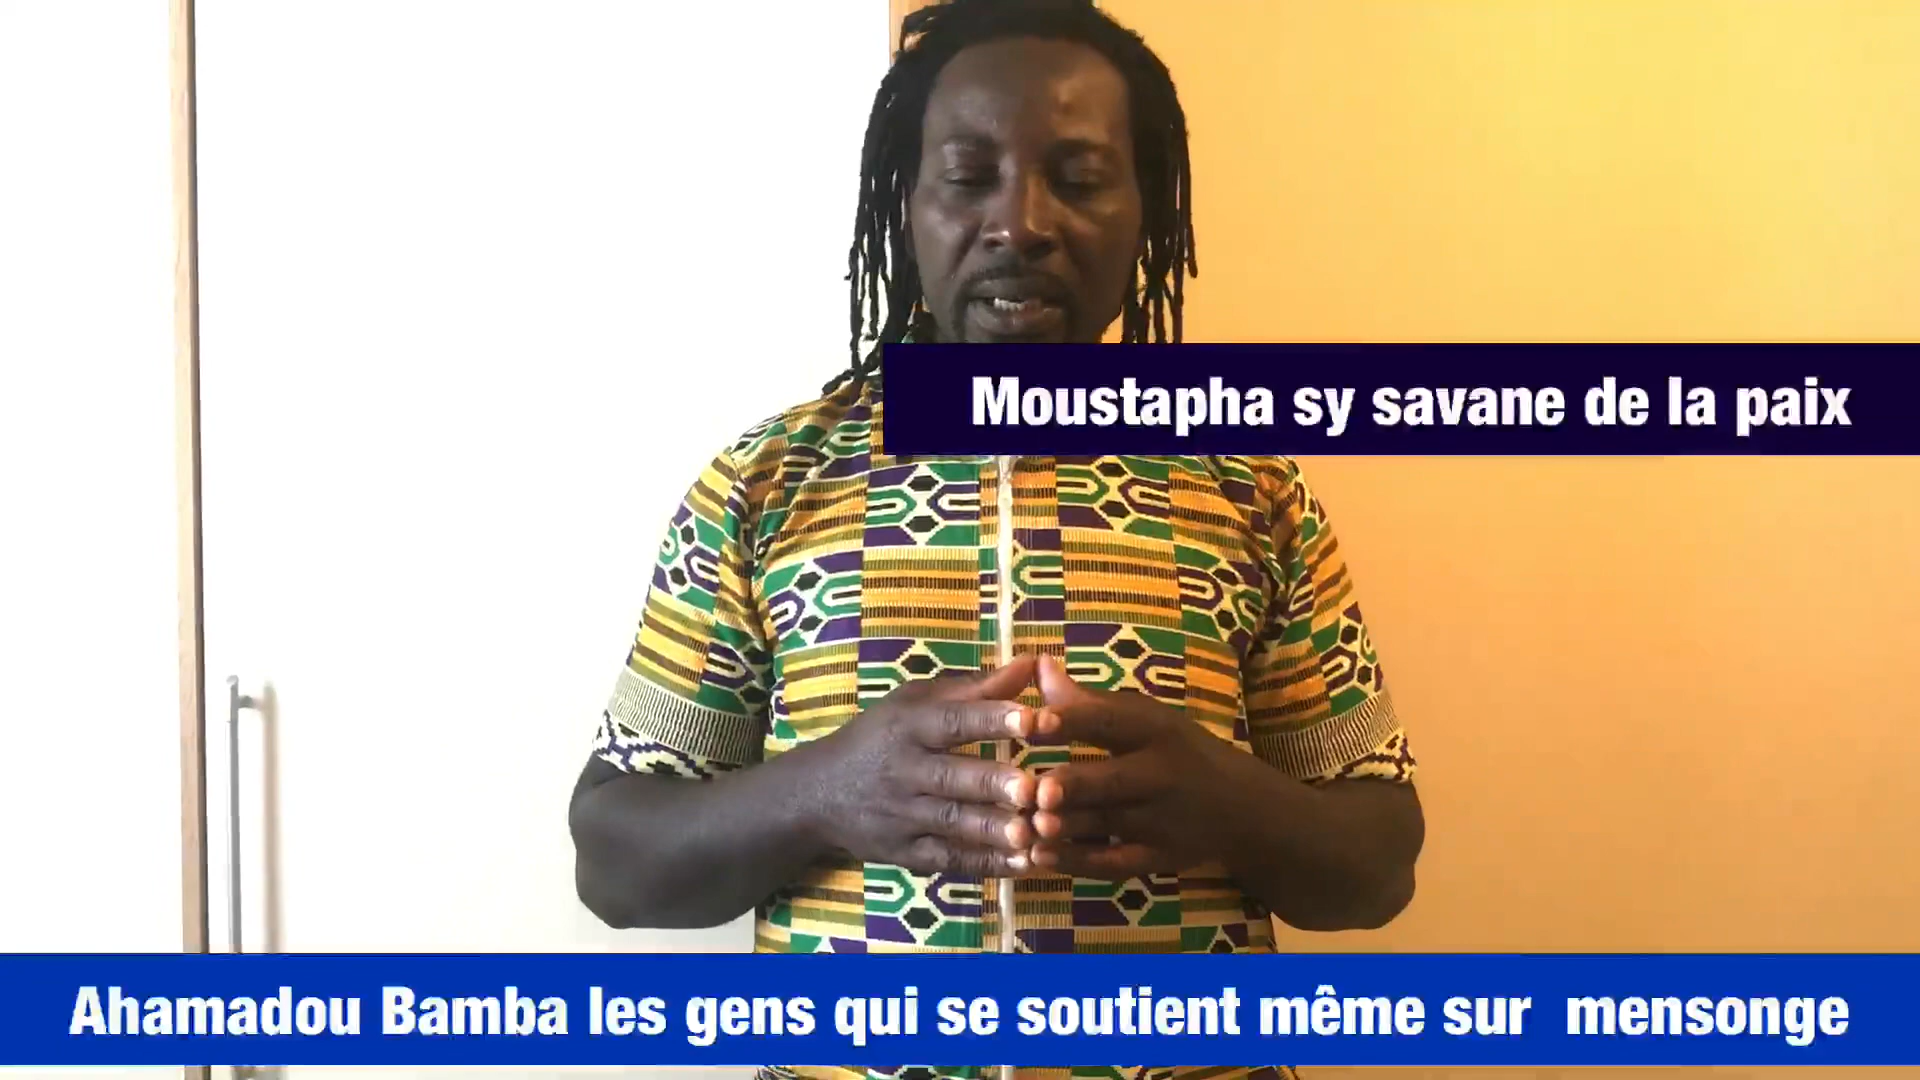 Moustapha sy savane de la paix
Ahamadou Bamba les gens qui se soutient même sur mensonge